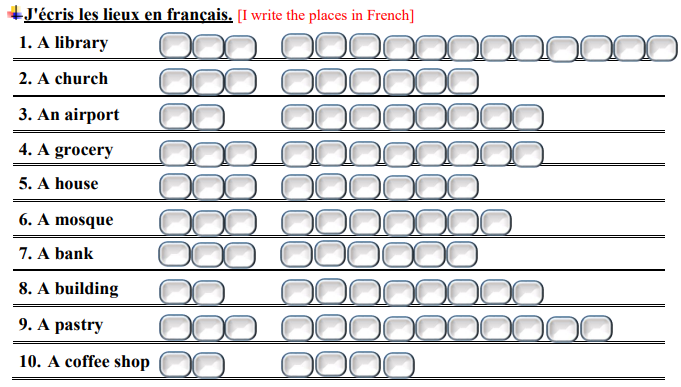 J'écris les lieux en français. [I write the places in French]
1. A library
2. A church
3. An airport
4. A grocery
5. A house
6. A mosque
7. A bank
8. A building
9. A pastry
10. A coffee shop